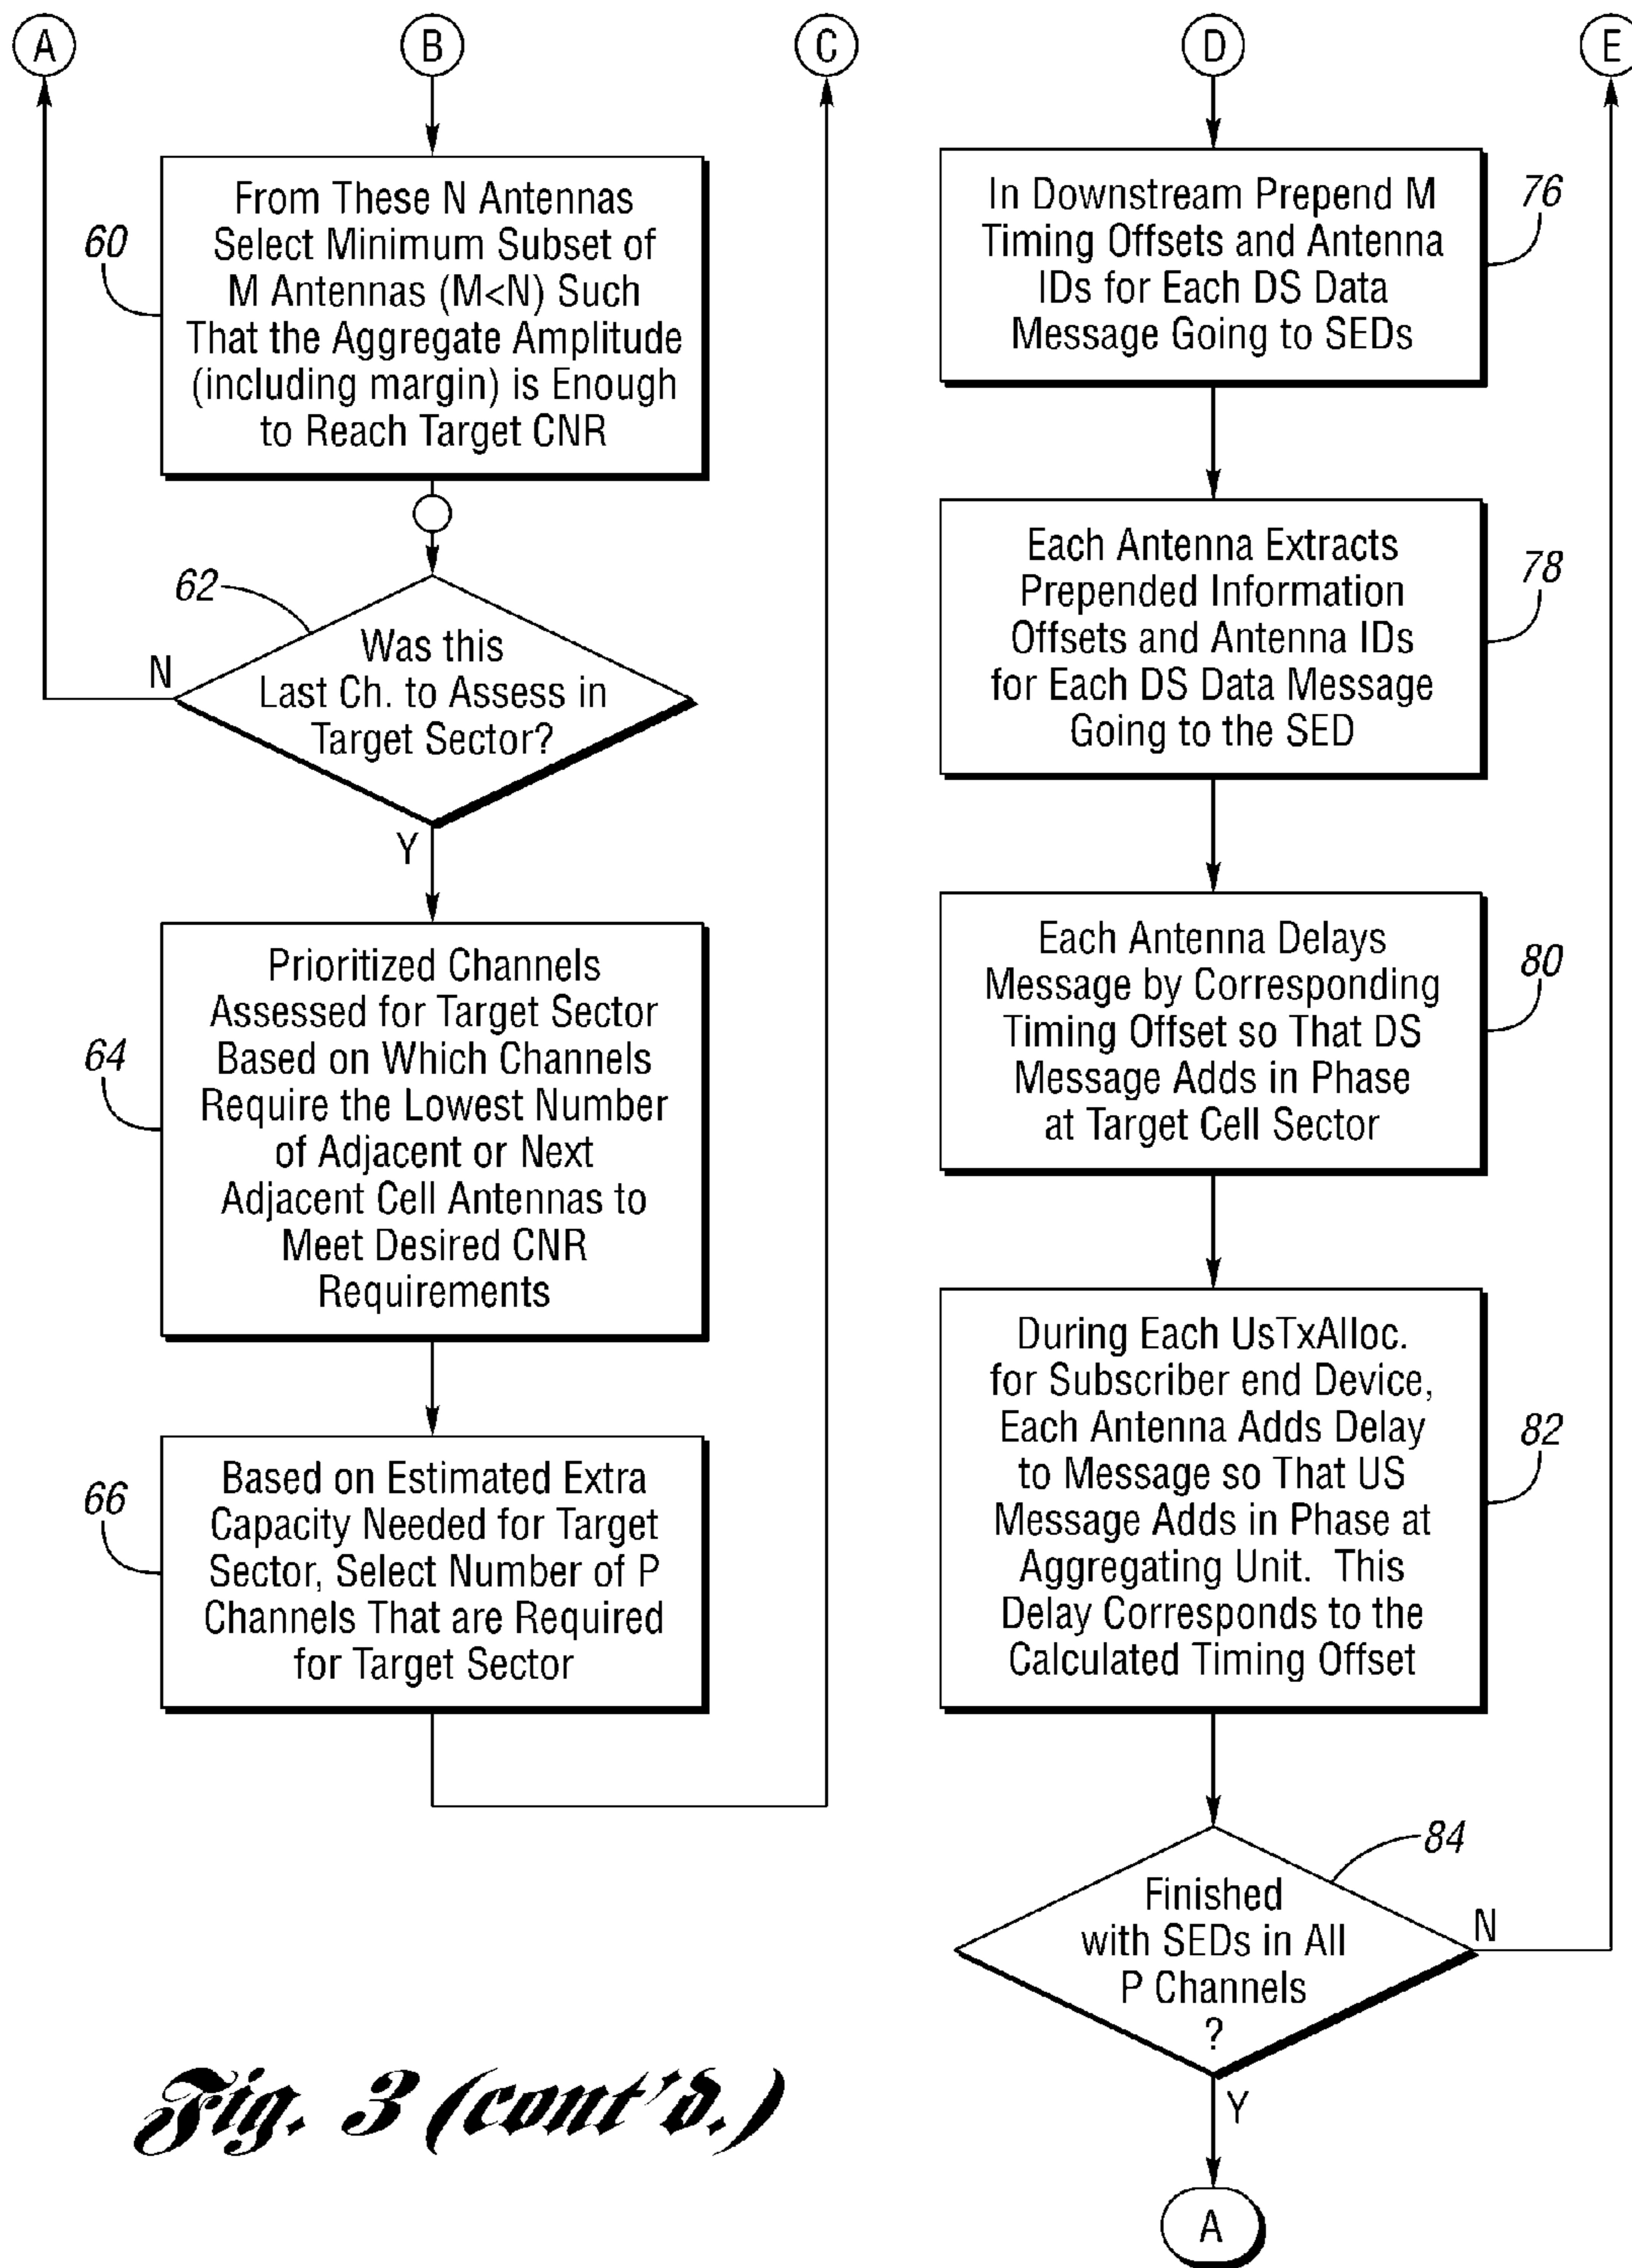 A
B
C
D
E
60
From These N Antennas
Select Minimum Subset of
M Antennas (M<N) Such
That the Aggregate Amplitude
(including margin) is Enough
to Reach Target CNR
62
Was this
Last Ch. to Assess in
Target Sector?
N
Y
64
Prioritized Channels
Assessed for Target Sector
Based on Which Channels
Require the Lowest Number
of Adjacent or Next
Adjacent Cell Antennas to
Meet Desired CNR
Requirements
66
Based on Estimated Extra
Capacity Needed for Target
Sector, Select Number of P
Channels That are Required
for Target Sector
In Downstream Prepend M
Timing Offsets and Antenna
IDs for Each DS Data
Message Going to SEDs
76
Each Antenna Extracts
Prepended Information
Offsets and Antenna IDs
for Each DS Data Message
Going to the SED
78
Each Antenna Delays
Message by Corresponding
Timing Offset so That DS
Message Adds in Phase
at Target Cell Sector
80
During Each UsTxAlloc.
for Subscriber end Device,
Each Antenna Adds Delay
to Message so That US
Message Adds in Phase at
Aggregating Unit. This
Delay Corresponds to the
Calculated Timing Offset
82
84
Finished
with SEDs in All
P Channels
?
N
Y
A
Fig. 3 (cont'd.)